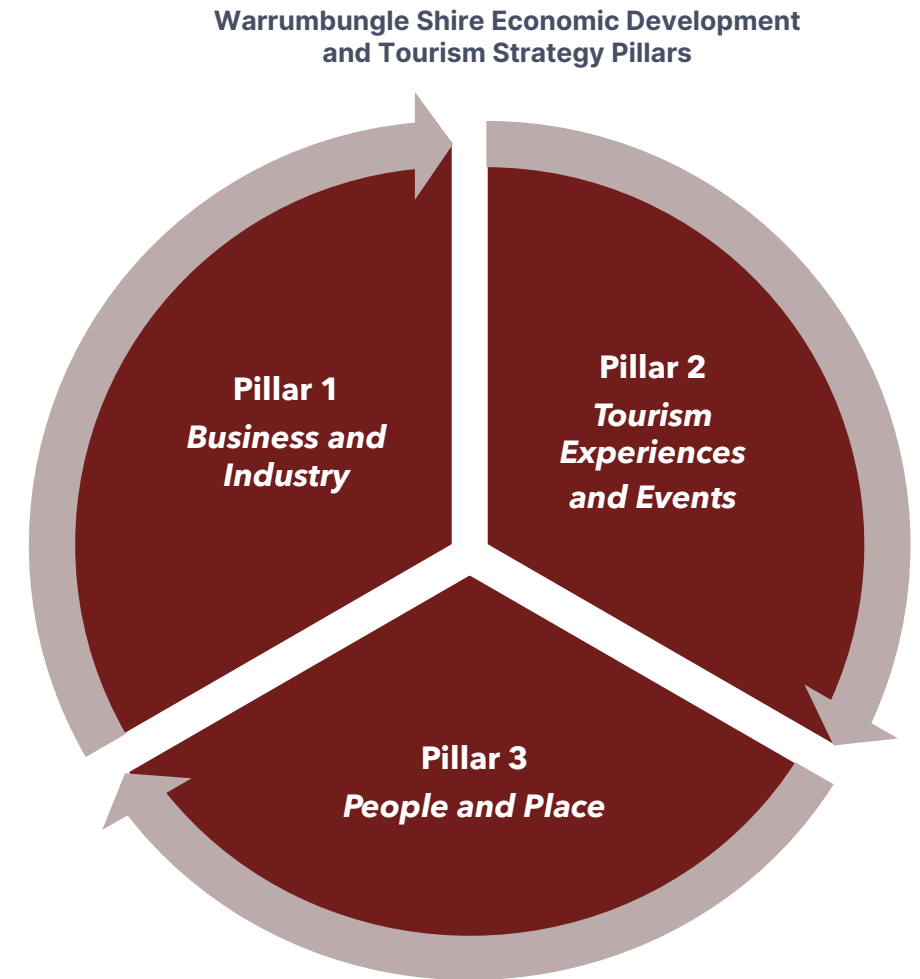 Warrumbungle Shire Economic Development
and Tourism Strategy Pillars
Pillar 1
Business and
Industry
Pillar 2
Tourism
Experiences
and Events
Pillar 3
People and Place